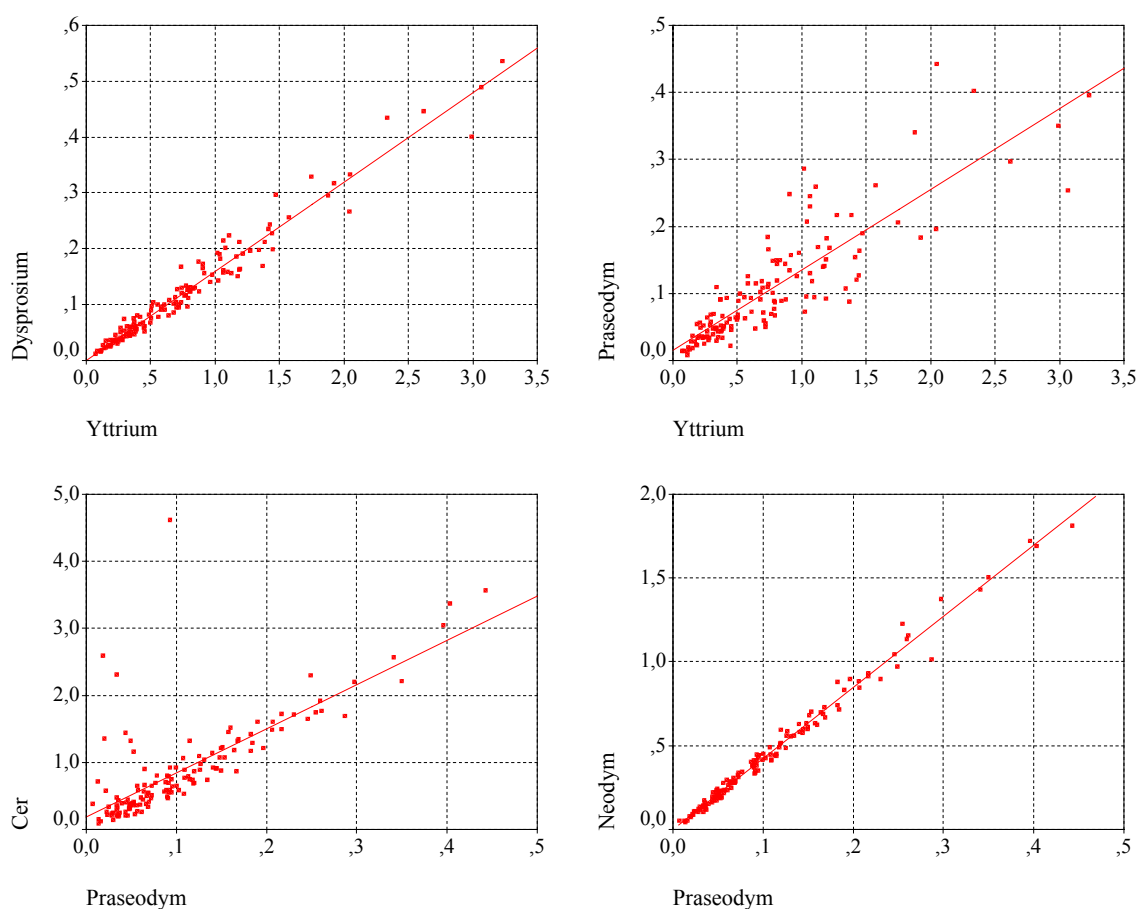 ,6
,5
,4
,3
,2
,1
0,0
Dysprosium
0,0 ,5 1,0 1,5 2,0 2,5 3,0 3,5
Yttrium
,5
,4
,3
,2
,1
0,0
Praseodym
0,0 ,5 1,0 1,5 2,0 2,5 3,0 3,5
Yttrium
5,0
4,0
3,0
2,0
1,0
0,0
Cer
0,0 ,1 ,2 ,3 ,4 ,5
Praseodym
2,0
1,5
1,0
,5
0,0
Neodym
0,0 ,1 ,2 ,3 ,4 ,5
Praseodym